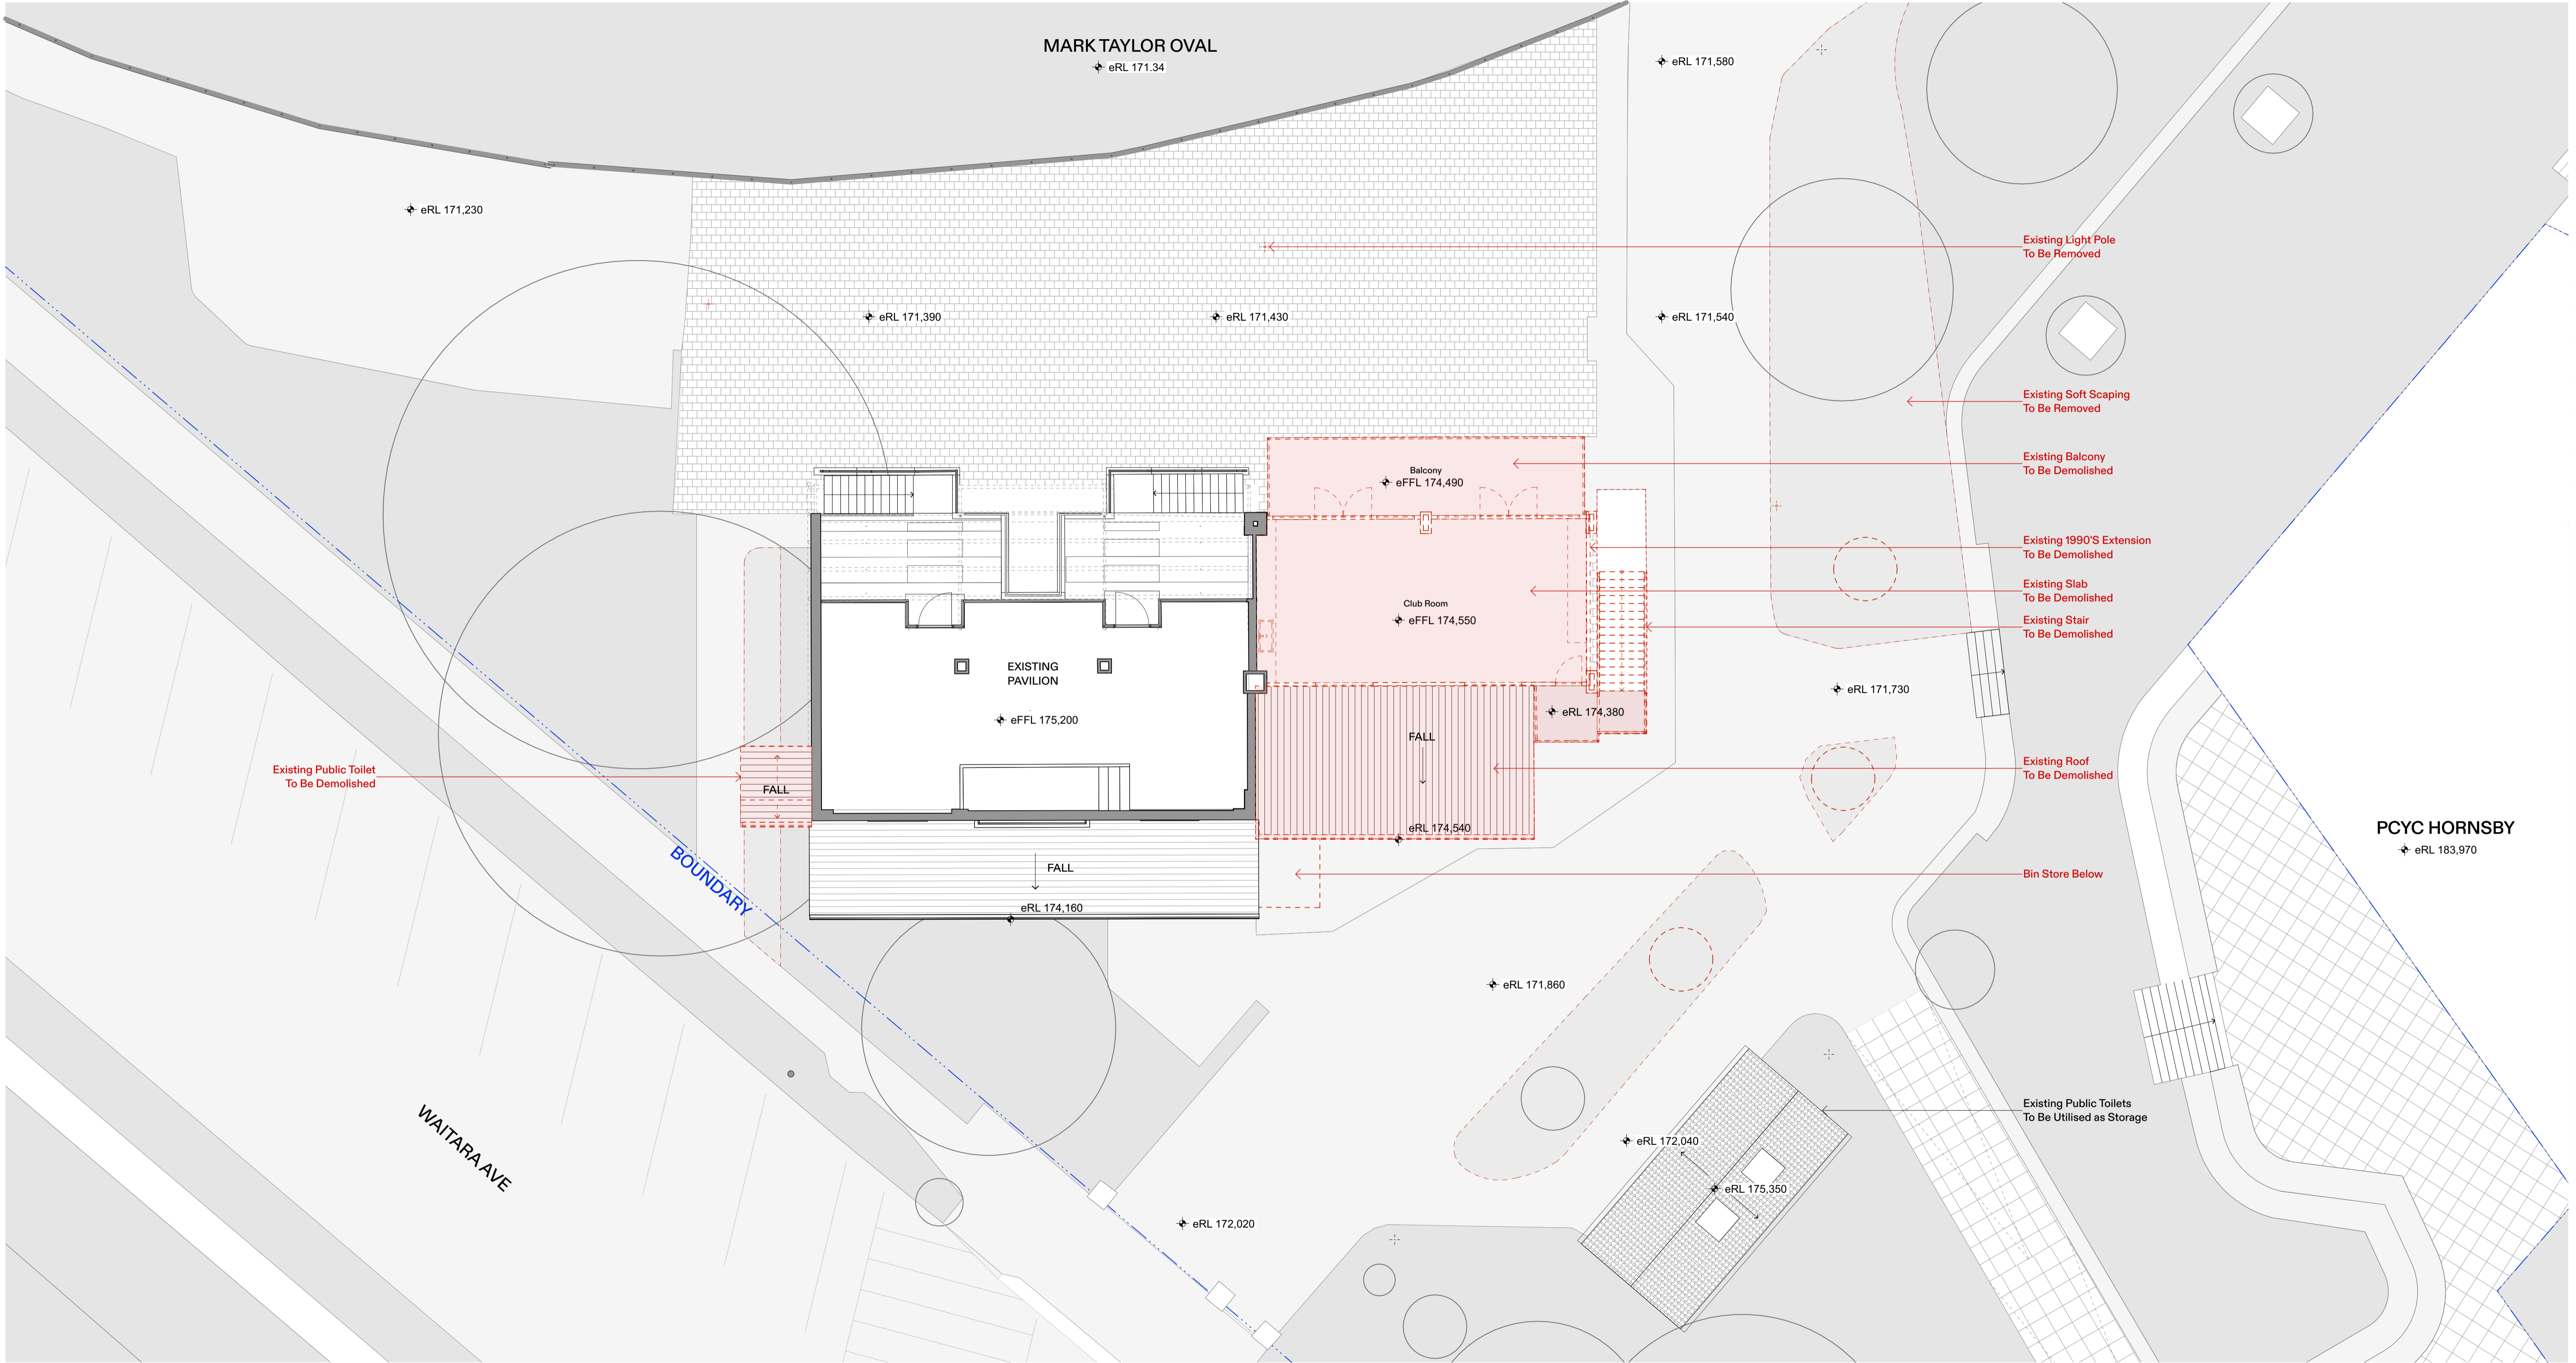 MARK TAYLOR OVAL
eRL 171.34
eRL 171,580
eRL 171,230
Existing Light Pole
To Be Removed
eRL 171,390
eRL 171,430
eRL 171,540
Existing Soft Scaping
To Be Removed
Existing Balcony
To Be Demolished
Balcony
eFFL 174,490
Existing 1990'S Extension
To Be Demolished
Existing Slab
To Be Demolished
Club Room
eFFL 174,550
Existing Stair
To Be Demolished
EXISTING
PAVILION
eFFL 175,200
eRL 171,730
eRL 174,380
FALL
Existing Roof
To Be Demolished
Existing Public Toilet
To Be Demolished
FALL
eRL 174,540
PCYC HORNSBY
eRL 183,970
BOUNDARY
FALL
Bin Store Below
eRL 174,160
eRL 171,860
Existing Public Toilets
To Be Utilised as Storage
WAITARA AVE
eRL 172,040
eRL 175,350
eRL 172,020